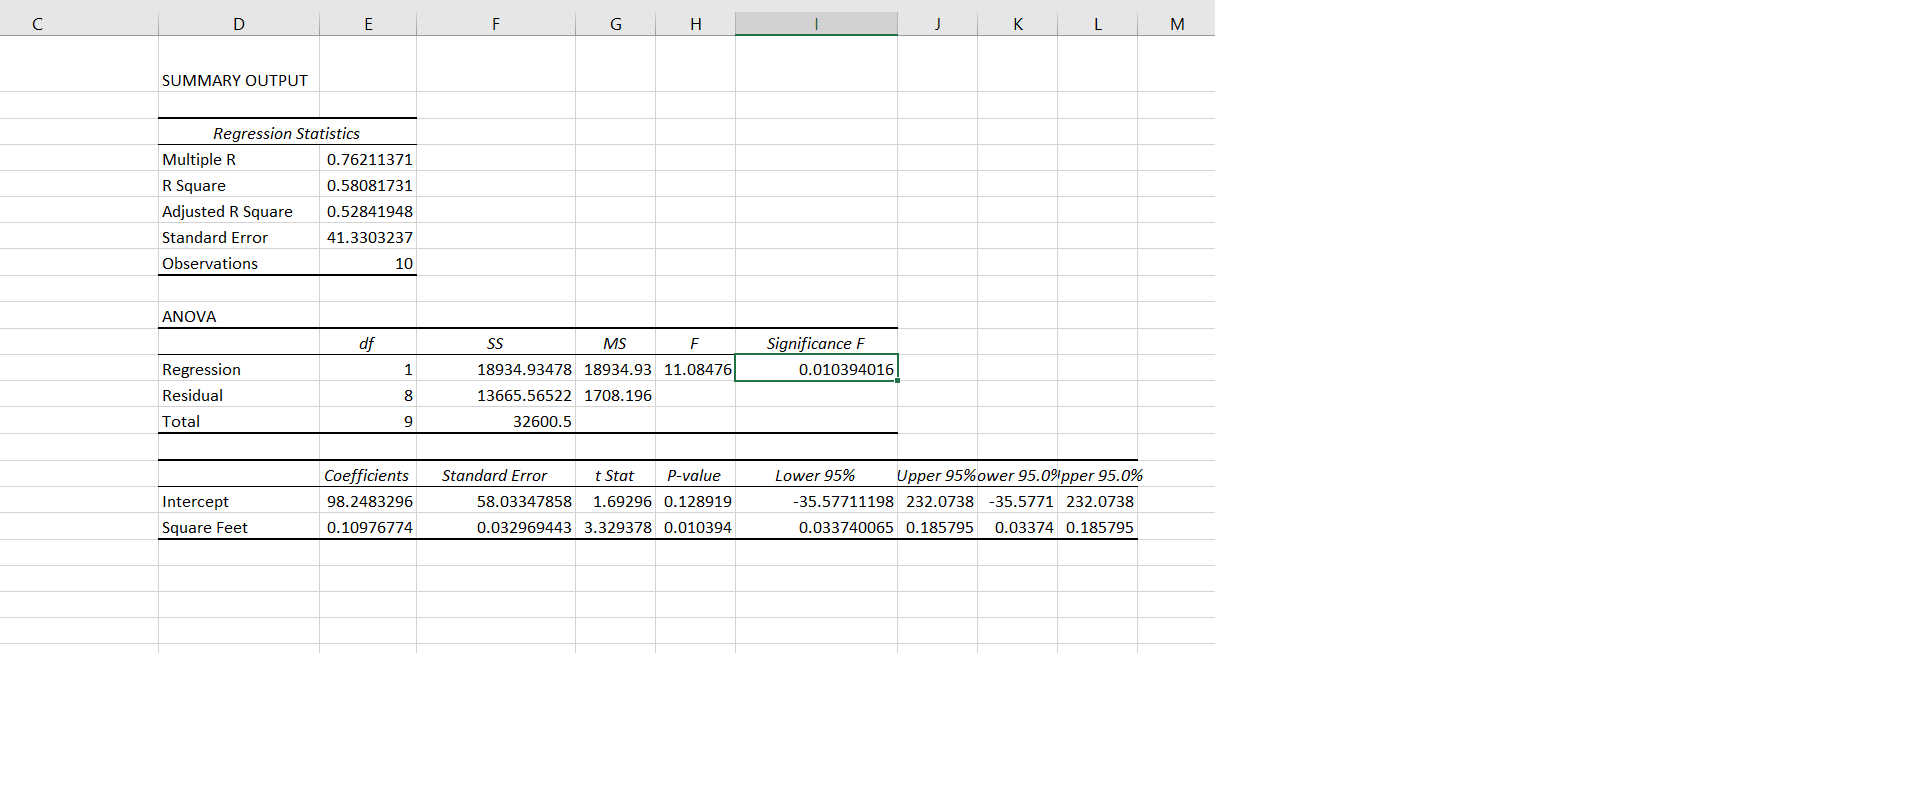 C D E F G H I J K L M
SUMMARY OUTPUT
Regression Statistics
Multiple R 0.76211371
R Square 0.58081731
Adjusted R Square 0.52841948
Standard Error 41.3303237
Observations 10
ANOVA
df SS MS F Significance F
Regression 1 18934.93478 18934.93 11.08476 0.010394016
Residual 8 13665.56522 1708.196
Total 9 32600.5
Coefficients Standard Error t Stat P-value Lower 95% Upper 95% ower 95.0% pper 95.0%
Intercept 98.2483296 58.03347858 1.69296 0.128919 -35.57711198 232.0738 -35.5771 232.0738
Square Feet 0.10976774 0.032969443 3.329378 0.010394 0.033740065 0.185795 0.03374 0.185795